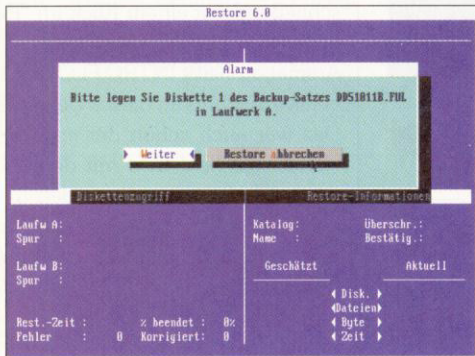 Restore 6.0
Alarm
Bitte legen Sie Diskette 1 des Backup-Satzes DD51011B.FUL
in Laufwerk A.
Weiter
Restore abbrechen
Diskettenzugriff
Restore-Informationen
Laufw A:
Spur :
Laufw B:
Spur :
Rest.-Zeit : % beendet : 0%
Fehler : 0 Korrigiert: 0
Katalog: Überschr.:
Name : Bestätig.:
Geschätzt Aktuell
Disk.
Dateien
Byte
Zeit